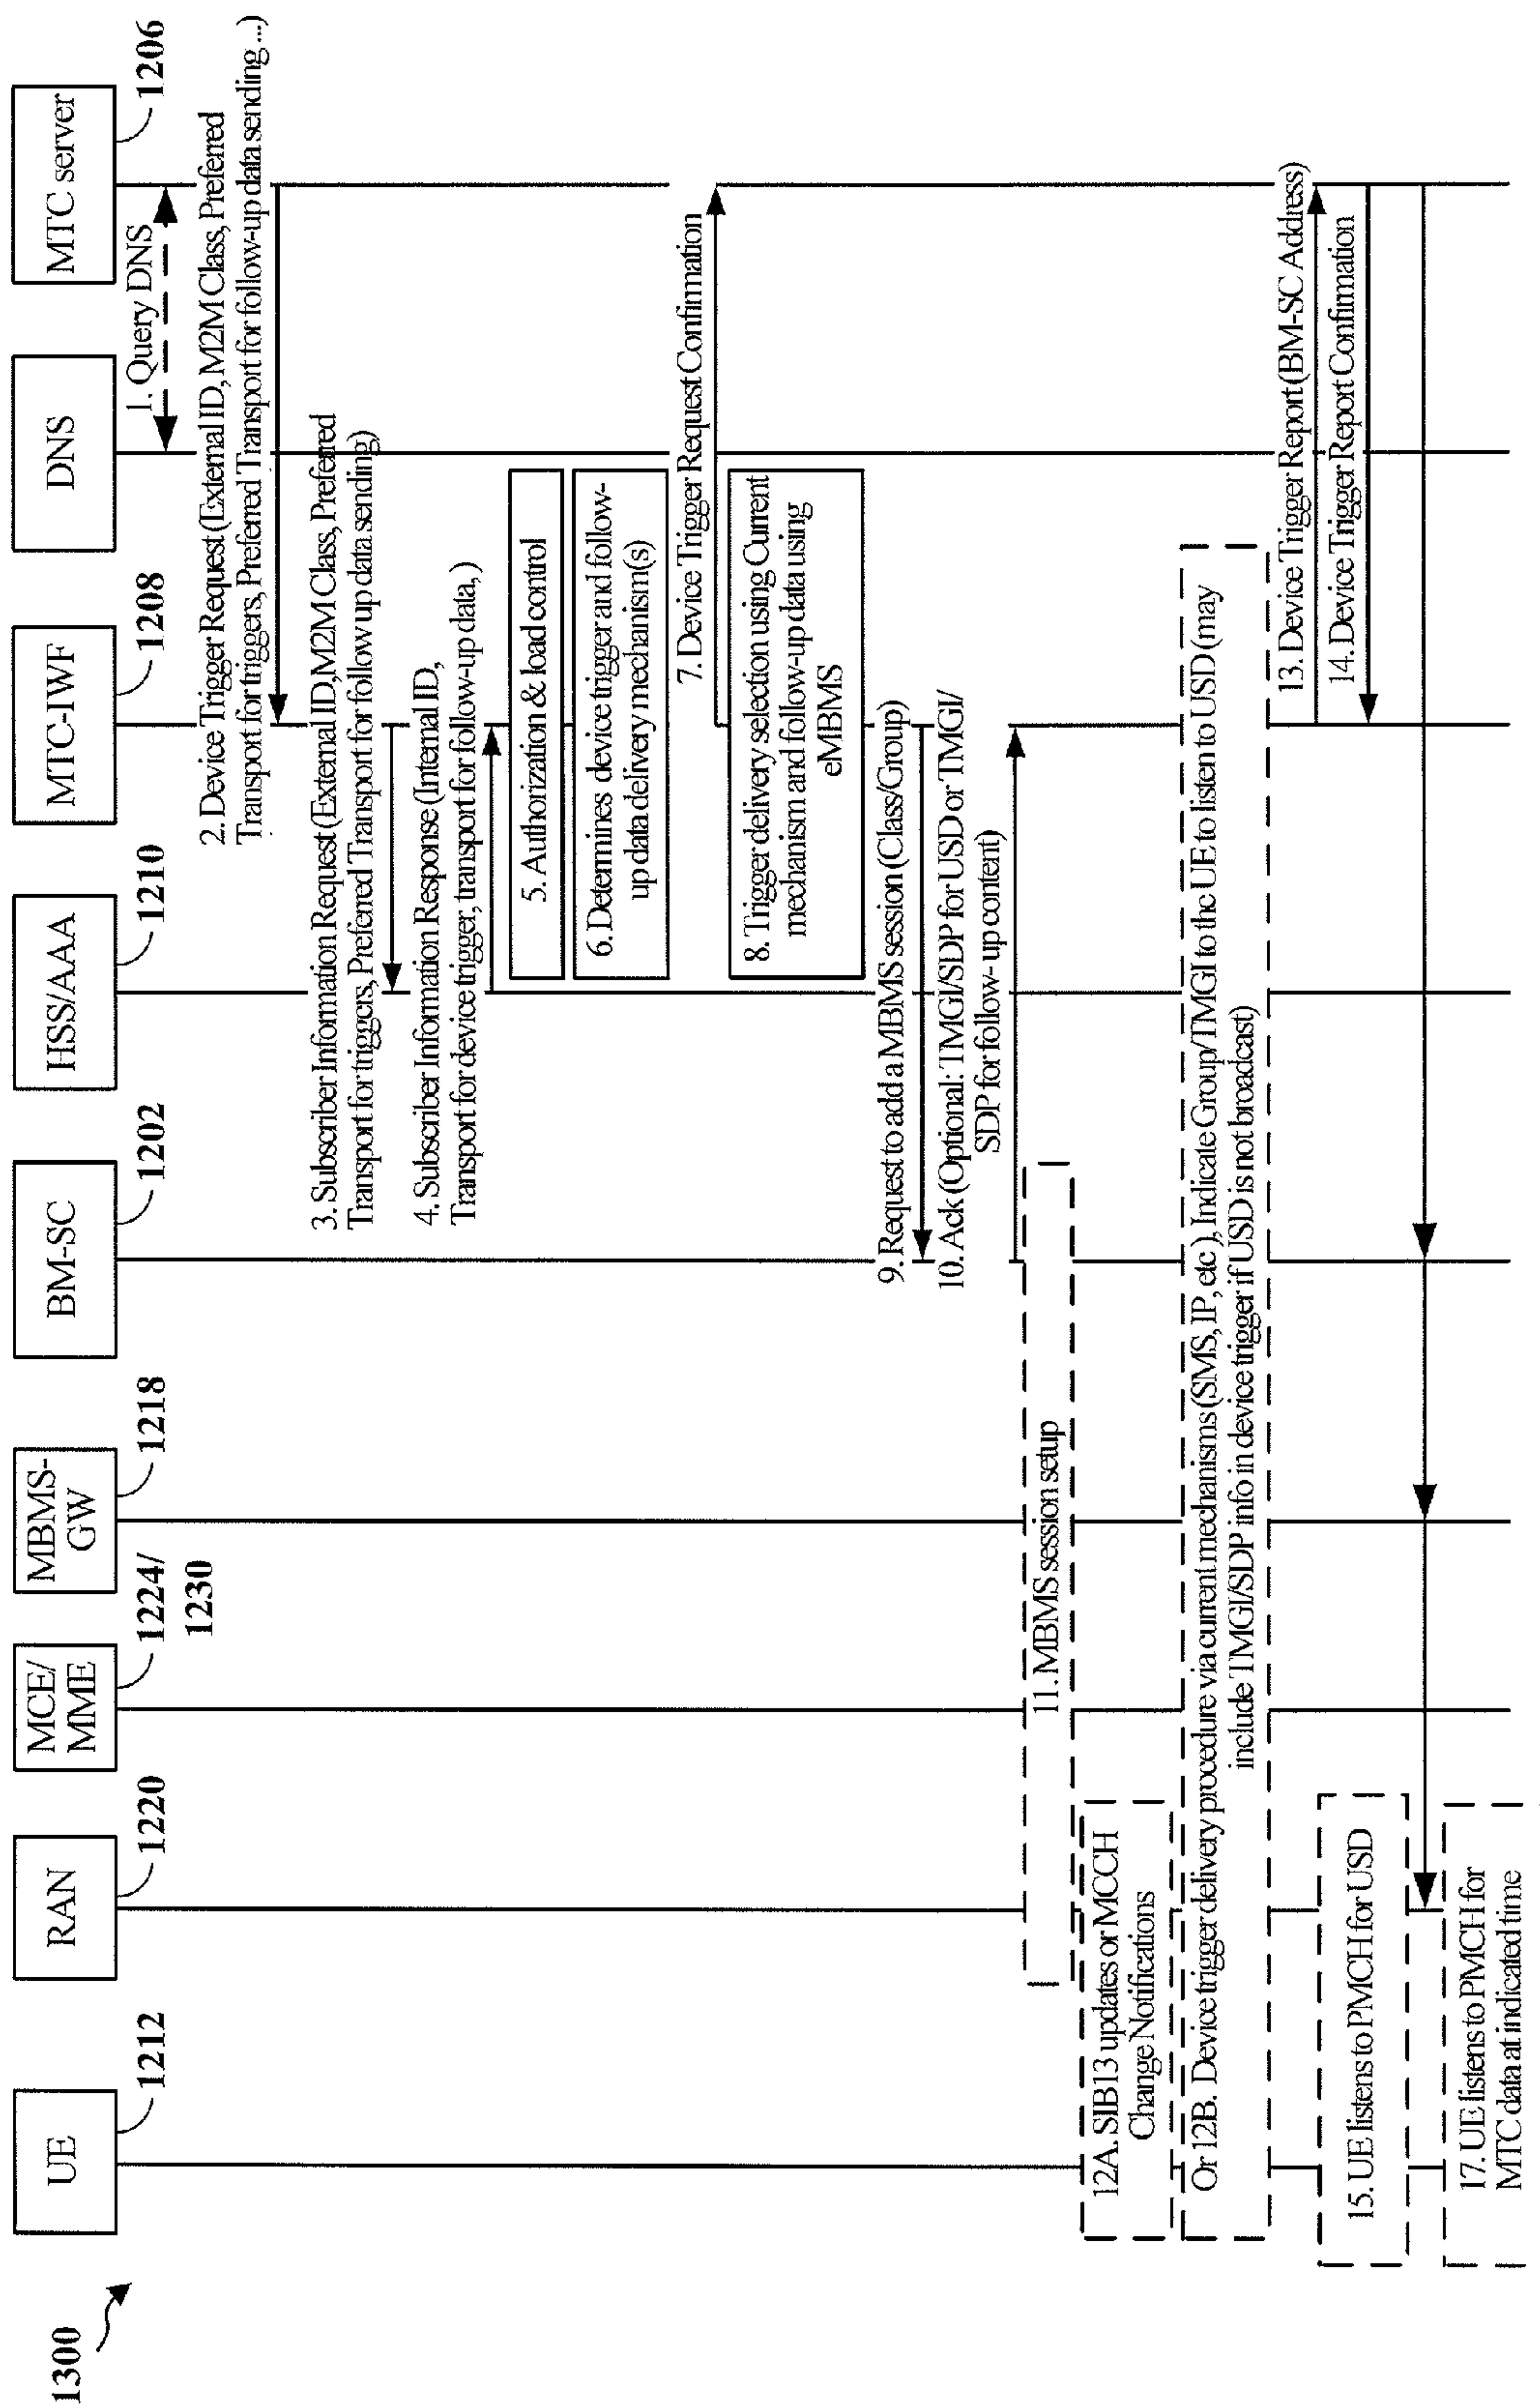 1300
UE
1212
RAN
1220
MCE/
MME
1224/
1230
MBMS-
GW
1218
BM-SC
1202
HSS/AAA
1210
MTC-IWF
1208
DNS
MTC server
1206
1. Query DNS
2. Device Trigger Request (External ID, M2M Class, Preferred
Transport for triggers, Preferred Transport for follow-up data sending ...)
3. Subscriber Information Request (External ID, M2M Class, Preferred
Transport for triggers, Preferred Transport for follow up data sending)
4. Subscriber Information Response (Internal ID,
Transport for device trigger, transport for follow-up data, )
5. Authorization & load control
6. Determines device trigger and follow-
up data delivery mechanism(s)
7. Device Trigger Request Confirmation
8. Trigger delivery selection using Current
mechanism and follow-up data using
eMBMS
9. Request to add a MBMS session (Class/Group)
10. Ack (Optional: TMGI/SDP for USD or TMGI/
SDP for follow- up content)
11. MBMS session setup
12A. SIB13 updates or MCCH
Change Notifications
Or 12B. Device trigger delivery procedure via current mechanisms (SMS, IP, etc ), Indicate Group/TMGI to the UE to listen to USD (may
include TMGI/SDP info in device trigger if USD is not broadcast)
13. Device Trigger Report (BM-SC Address)
14. Device Trigger Report Confirmation
15. UE listens to PMCH for USD
17. UE listens to PMCH for
MTC data at indicated time